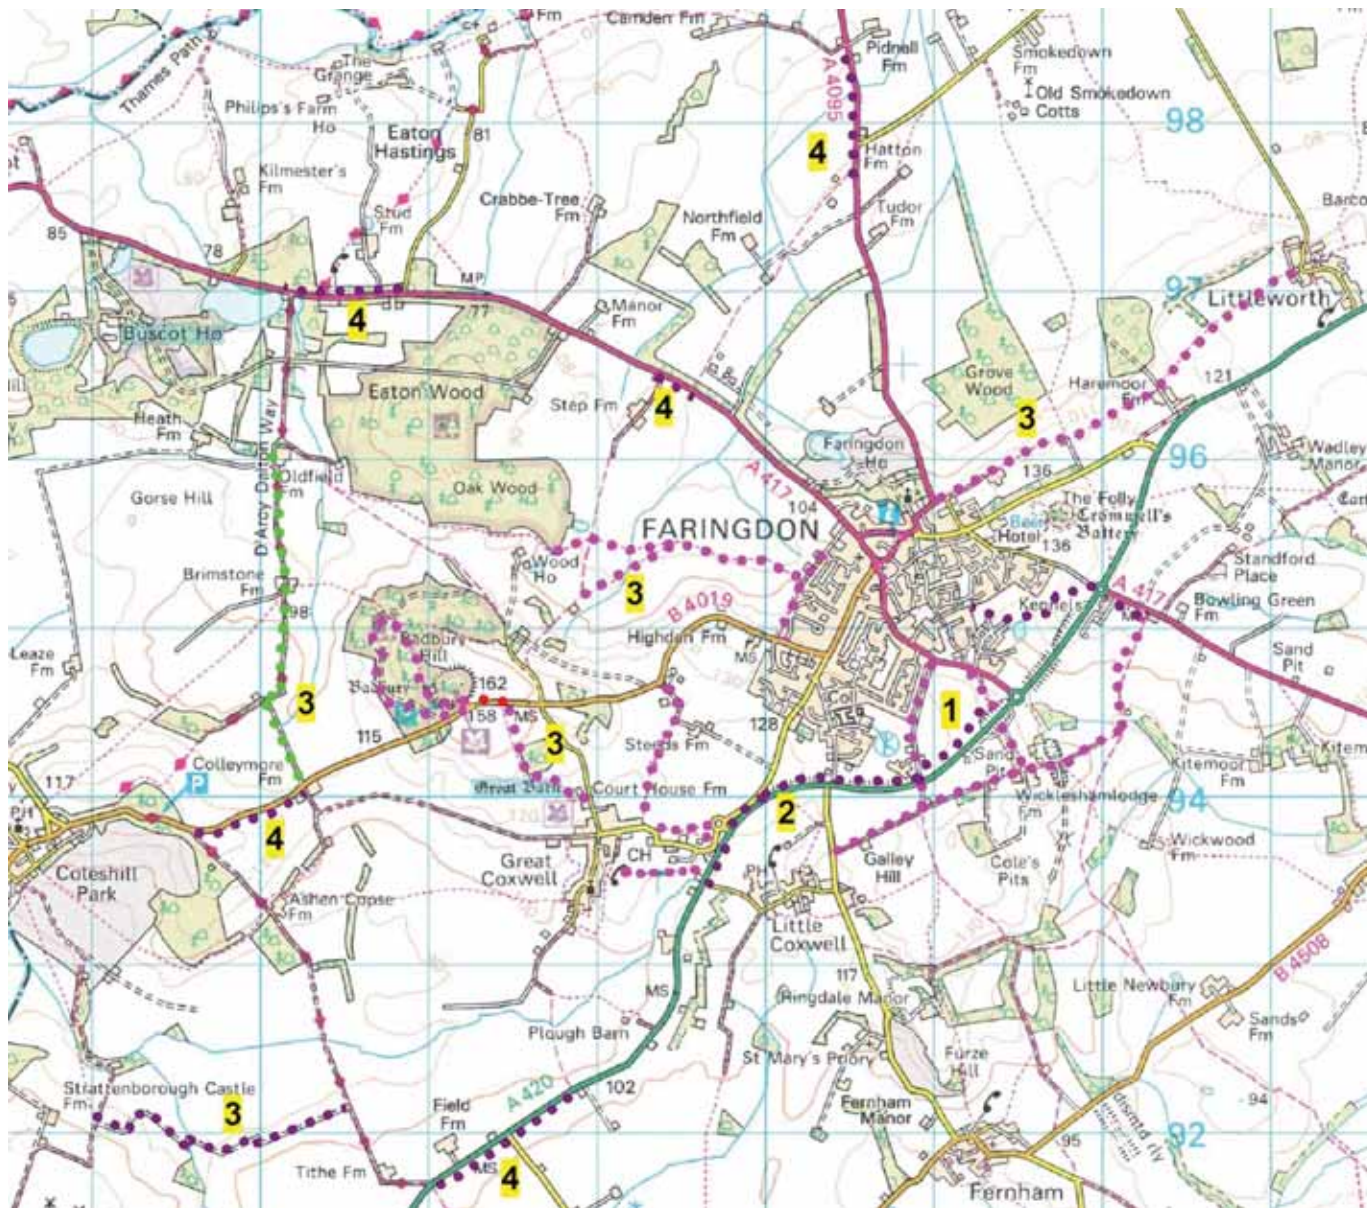 Fm
Camden Fm
Pidnell
Fm
Smokedown
Fm
Old Smokedown
Cotts
Thames Path
The
Grange
Philips's Farm
Ho
Eaton
Hastings
81
A 4095
98
4
Hatton
Fm
Kilmester's
Fm
Crabbe-Tree
Fm
Stud
Fm
Northfield
Fm
Tudor
Fm
Barco
85
78
MP
77
97
Littleworth
4
Manor
Fm
Buscot Ho
Eaton Wood
Grove
Wood
Haremoor
Fm
121
Step Fm
4
3
Heath
Fm
D'Arcy Dalton Way
Oldfield
Fm
Faringdon
Ho
96
Wadley
Manor
Gorse Hill
Oak Wood
A 417
104
136
The Folly
Cromwell's
Battery
FARINGDON
Hotel
136
Standford
Place
Brimstone
Fm
98
Wood
Ho
3
Kennels
A 417
Bowling Green
Fm
B 4019
Highden Fm
MS
Sand
Pit
Leaze
Fm
Badbury
Hill
162
158
MS
3
3
128
Coll
1
115
Steeds Fm
Sand
Pit
Kitemoor
Fm
Kitem
Fm
Colleymore
Fm
117
P
Great Barn
Court House Fm
Wickleshamlodge
Fm
94
PH
4
2
Wickwood
Fm
Coteshill
Park
Great
Coxwell
CH
PH
Galley
Hill
Cole's
Pits
Ashen Copse
Fm
Little
Coxwell
117
B 4508
MS
Ringdale Manor
Little Newbury
Fm
Sands
Fm
Plough Barn
St Mary's Priory
Furze
Hill
Strattenborough Castle
Fm
3
102
A 420
Field
Fm
Fernham
Manor
94
dismtd rly
95
92
Tithe Fm
MS
4
Fernham